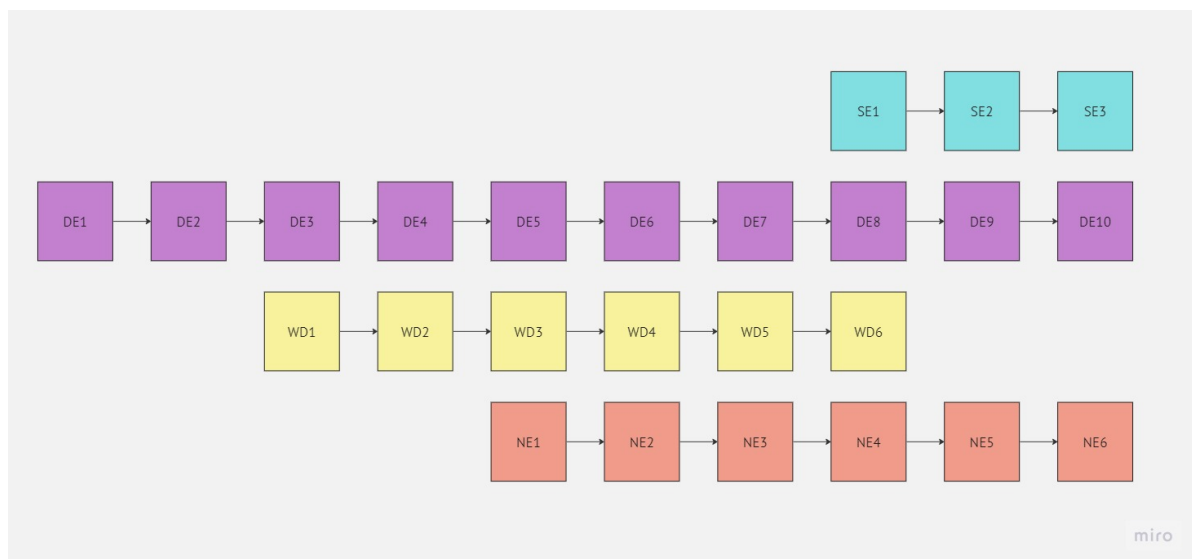 SE1 SE2 SE3
DE1 DE2 DE3 DE4 DE5 DE6 DE7 DE8 DE9 DE10
WD1 WD2 WD3 WD4 WD5 WD6
NE1 NE2 NE3 NE4 NE5 NE6
miro